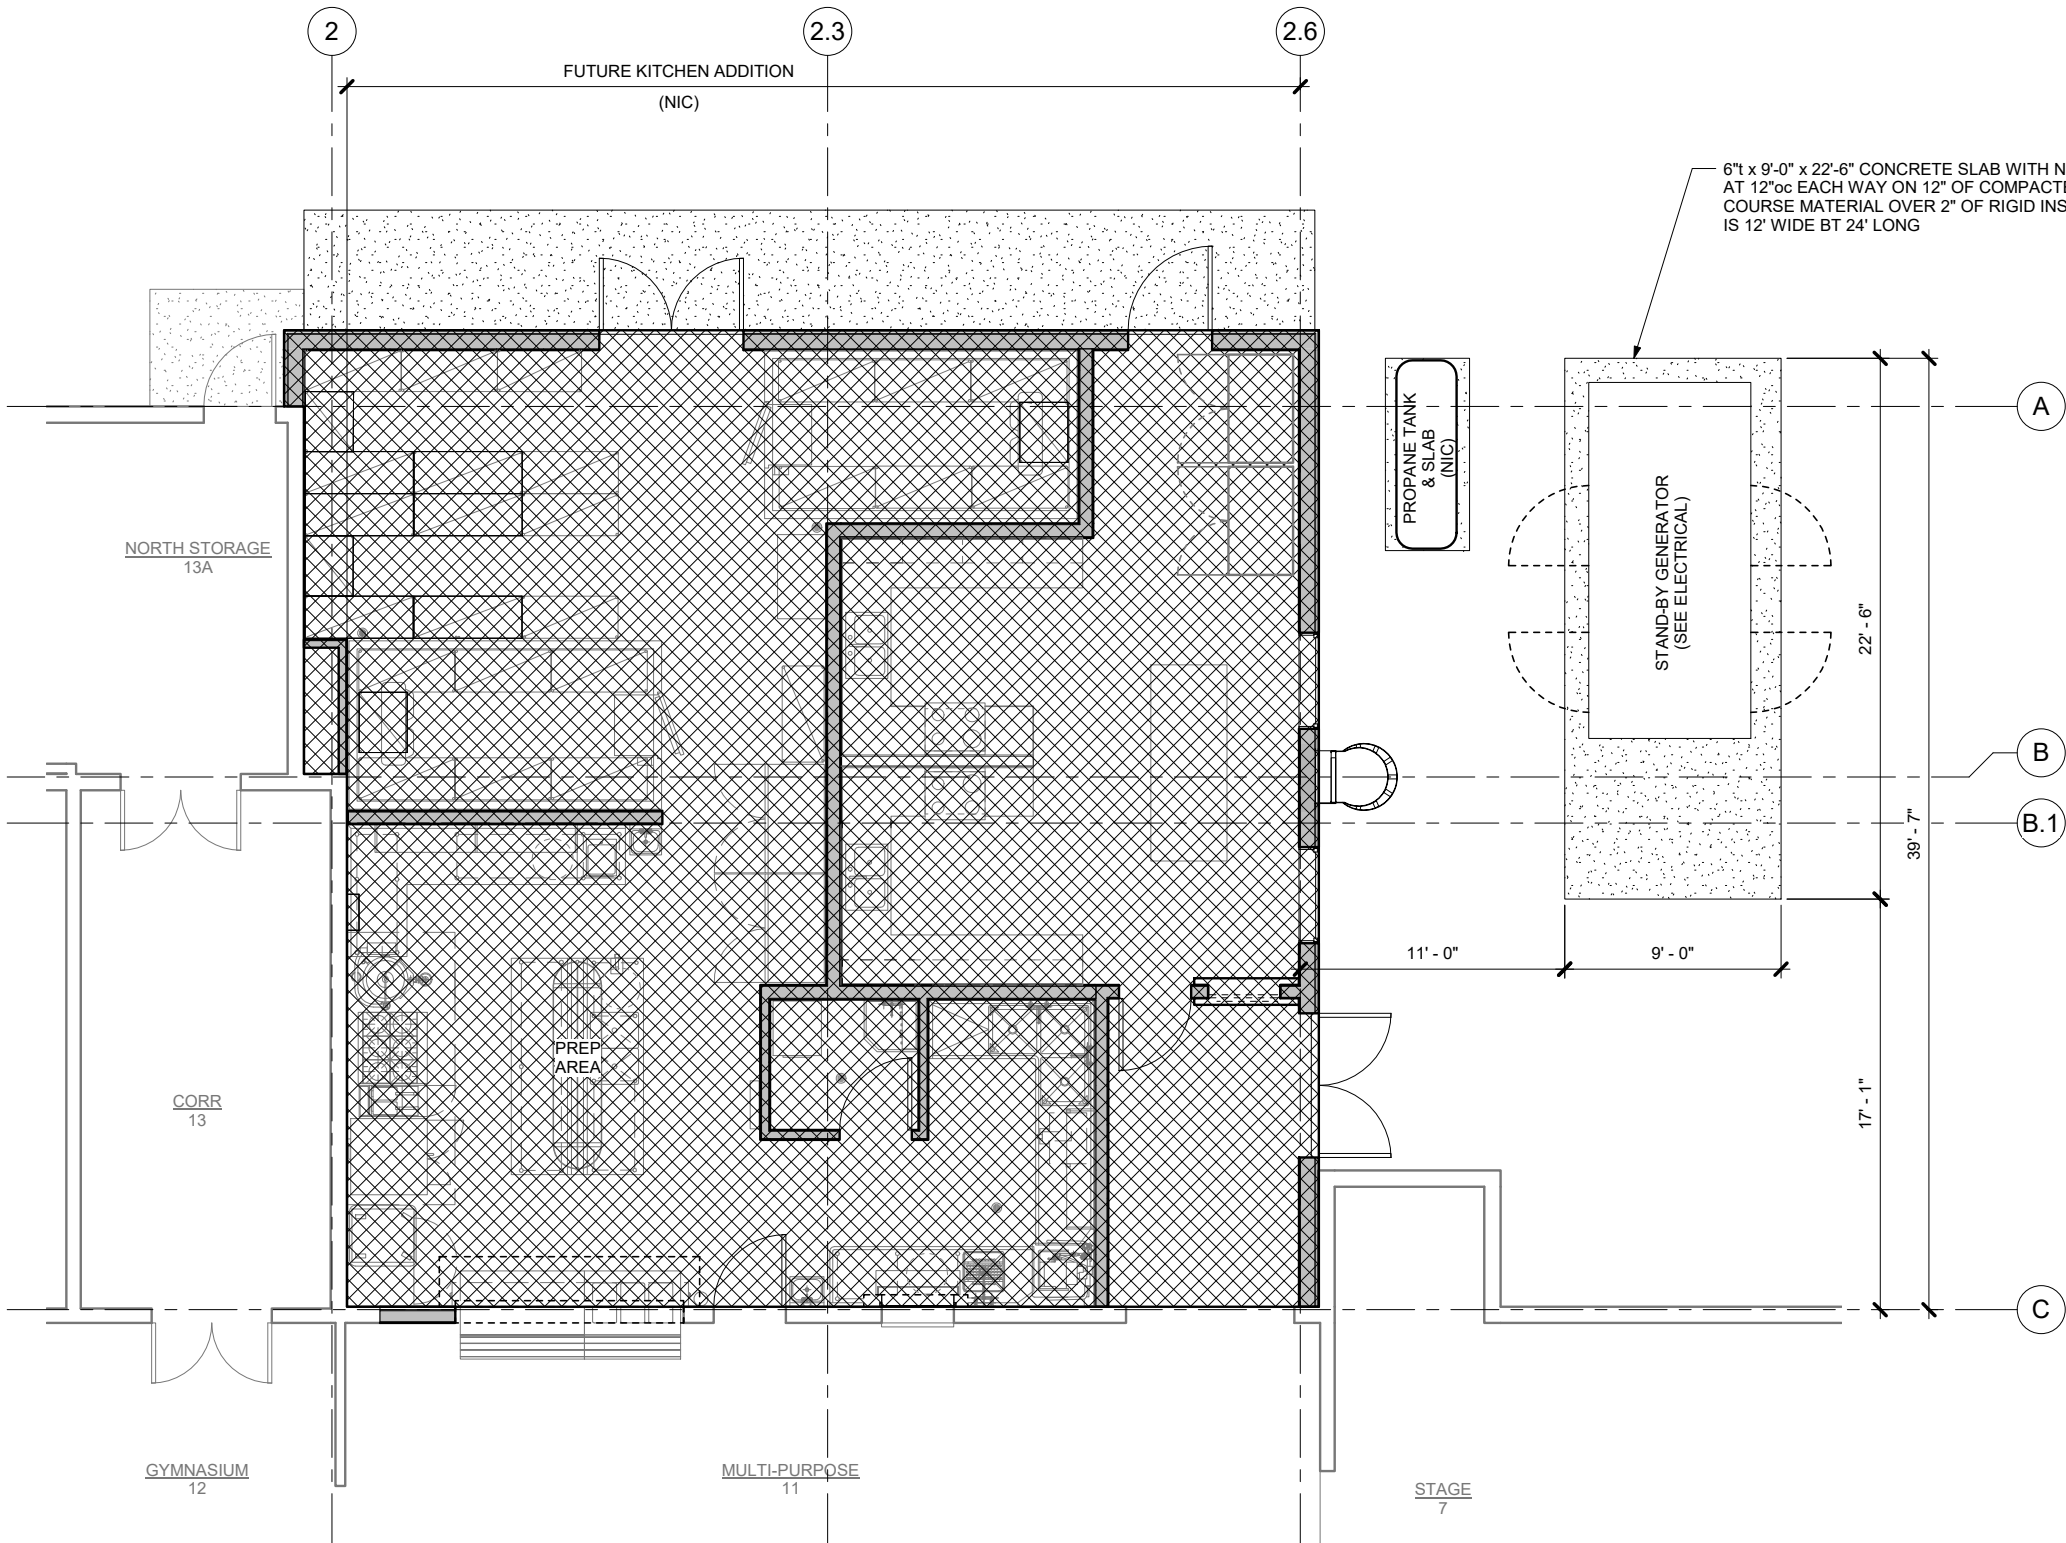 2
2.3
2.6
FUTURE KITCHEN ADDITION
(NIC)
6"t x 9'-0" x 22'-6" CONCRETE SLAB WITH
AT 12"oc EACH WAY ON 12" OF
COURSE MATERIAL OVER 2" OF RIGID
IS 12' WIDE BT 24' LONG
A
PROPANE TANK
& SLAB
(NIC)
STAND-BY GENERATOR
(SEE ELECTRICAL)
NORTH STORAGE
13A
22' - 6"
B
B.1
39' - 7"
11' - 0"
9' - 0"
PREP
AREA
CORR
13
17' - 1"
C
GYMNASIUM
12
MULTI-PURPOSE
11
STAGE
7